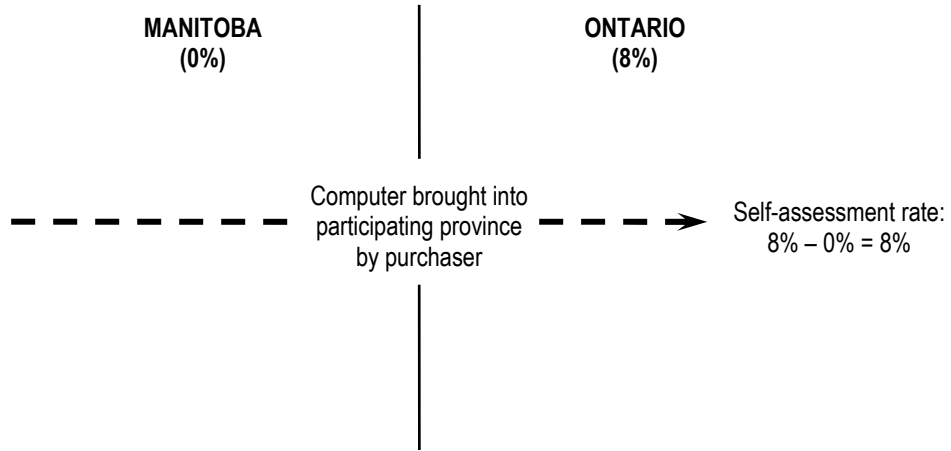 MANITOBA
(0%)
ONTARIO
(8%)
Computer brought into
participating province
by purchaser
Self-assessment rate:
8% – 0% = 8%